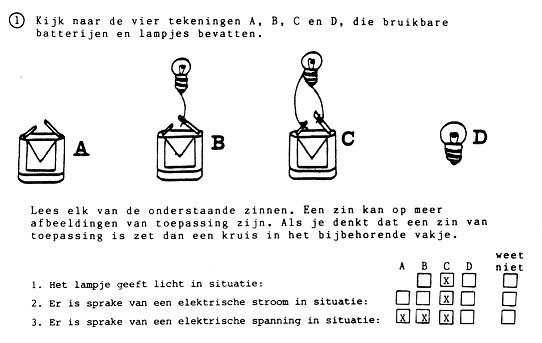 ① Kijk naar de vier tekeningen A, B, C en D, die bruikbare
batterijen en lampjes bevatten.
A B C D
Lees elk van de onderstaande zinnen. Een zin kan op meer
afbeeldingen van toepassing zijn. Als je denkt dat een zin van
toepassing is zet dan een kruis in het bijbehorende vakje.
weet
A B C D niet
1. Het lampje geeft licht in situatie: X
2. Er is sprake van een elektrische stroom in situatie: X
3. Er is sprake van een elektrische spanning in situatie: X X X